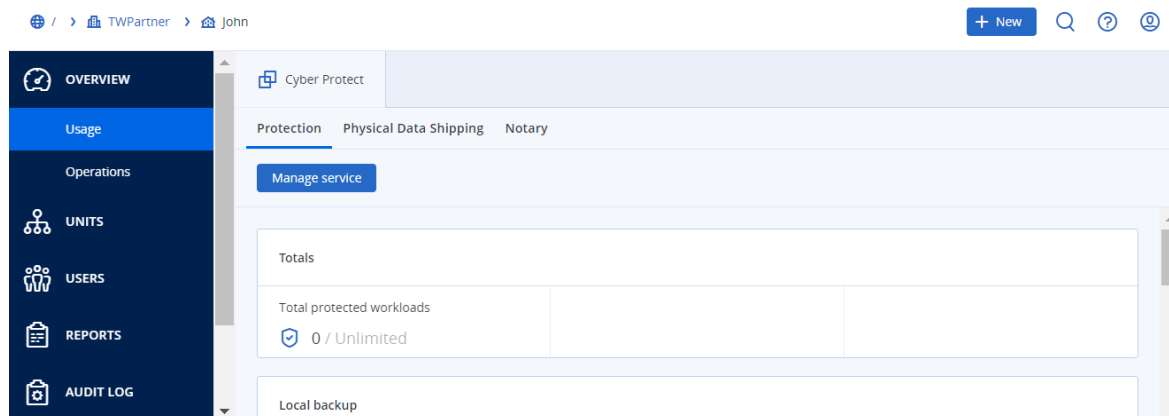 / > TWPartner > John
+ New
OVERVIEW
Usage
Operations
UNITS
USERS
REPORTS
AUDIT LOG
Cyber Protect
Protection Physical Data Shipping Notary
Manage service
Totals
Total protected workloads
0 / Unlimited
Local backup